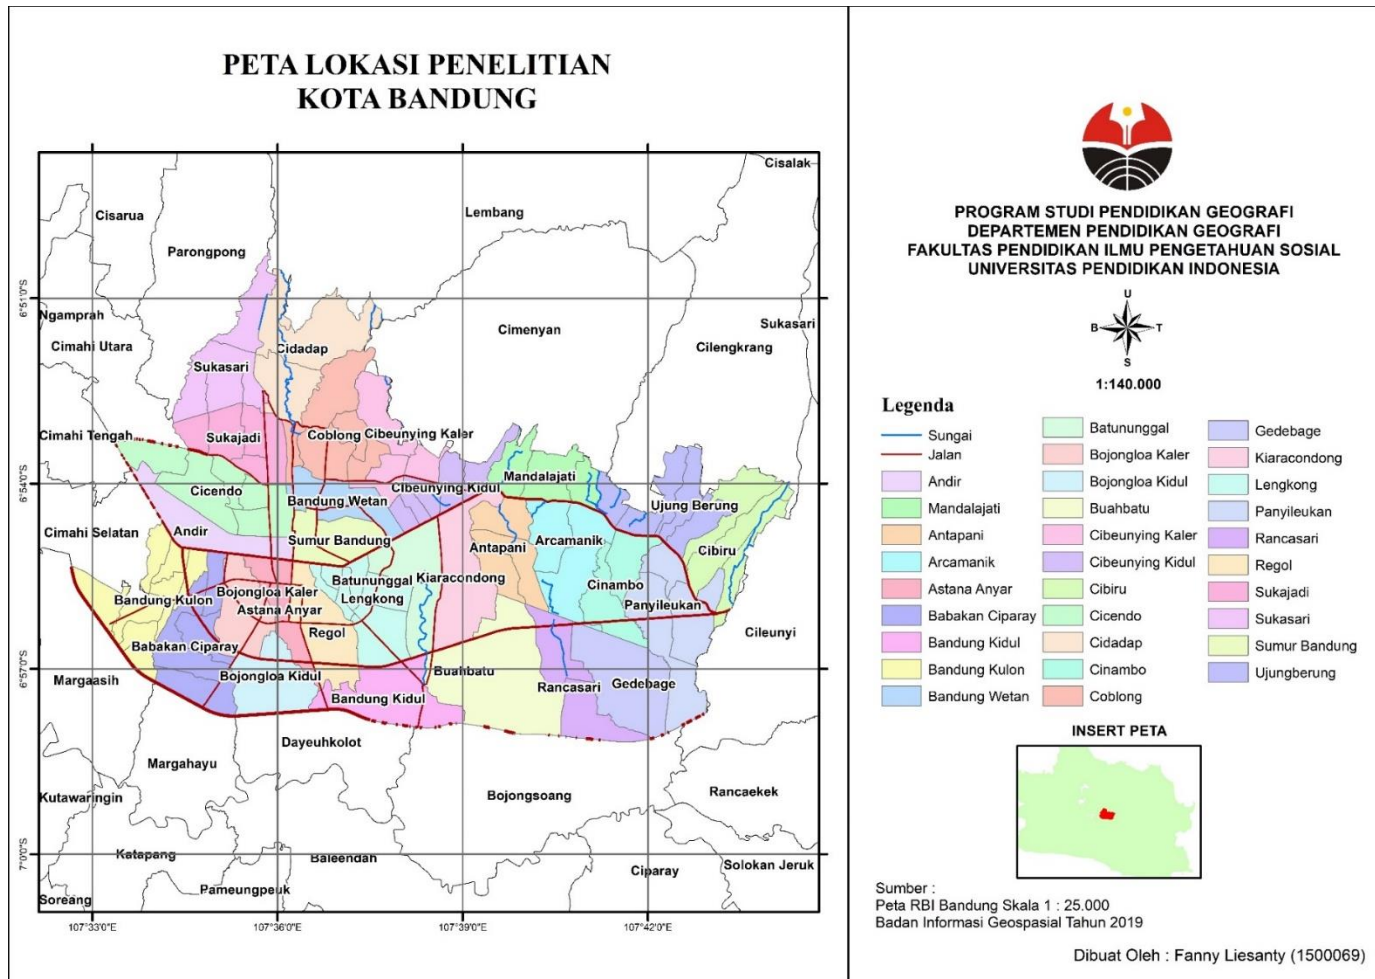 PETA LOKASI PENELITIAN
KOTA BANDUNG
Cisalak
Cisarua
Lembang
Parongpong
6°51'0"S
Ngamprah
Cimahi Utara
Cimenyan
Sukasari
Cilengkrang
Cidadap
Sukasari
Cimahi Tengah
Sukajadi
Coblong
Cibeunying Kaler
6°54'0"S
Cicendo
Bandung Wetan
CIbeunying Kidul
Mandalajati
Ujung Berung
Cimahi Selatan
Andir
Sumur Bandung
Antapani
Arcamanik
Cibiru
Batununggal
Kiaracondong
Bandung Kulon
Bojongloa Kaler
Lengkong
Cinambo
Astana Anyar
Panyileukan
Regol
Cileunyi
Babakan Ciparay
6°57'0"S
Margaasih
Bojongloa Kidul
Buahbatu
Bandung Kidul
Rancasari
Gedebage
Dayeuhkolot
Margahayu
Kutawaringin
Bojongsoang
Rancaekek
7°0'0"S
Katapang
Baleendah
Ciparay
Solokan Jeruk
Pameungpeuk
Soreang
107°33'0"E
107°36'0"E
107°39'0"E
107°42'0"E
PROGRAM STUDI PENDIDIKAN GEOGRAFI
DEPARTEMEN PENDIDIKAN GEOGRAFI
FAKULTAS PENDIDIKAN ILMU PENGETAHUAN SOSIAL
UNIVERSITAS PENDIDIKAN INDONESIA
U
B
T
S
1:140.000
Legenda
Sungai
Jalan
Andir
Mandalajati
Antapani
Arcamanik
Astana Anyar
Babakan Ciparay
Bandung Kidul
Bandung Kulon
Bandung Wetan
Batununggal
Bojongloa Kaler
Bojongloa Kidul
Buahbatu
Cibeunying Kaler
Cibeunying Kidul
Cibiru
Cicendo
Cidadap
Cinambo
Coblong
Gedebage
Kiaracondong
Lengkong
Panyileukan
Rancasari
Regol
Sukajadi
Sukasari
Sumur Bandung
Ujungberung
INSERT PETA
Sumber :
Peta RBI Bandung Skala 1 : 25.000
Badan Informasi Geospasial Tahun 2019
Dibuat Oleh : Fanny Liesanty (1500069)